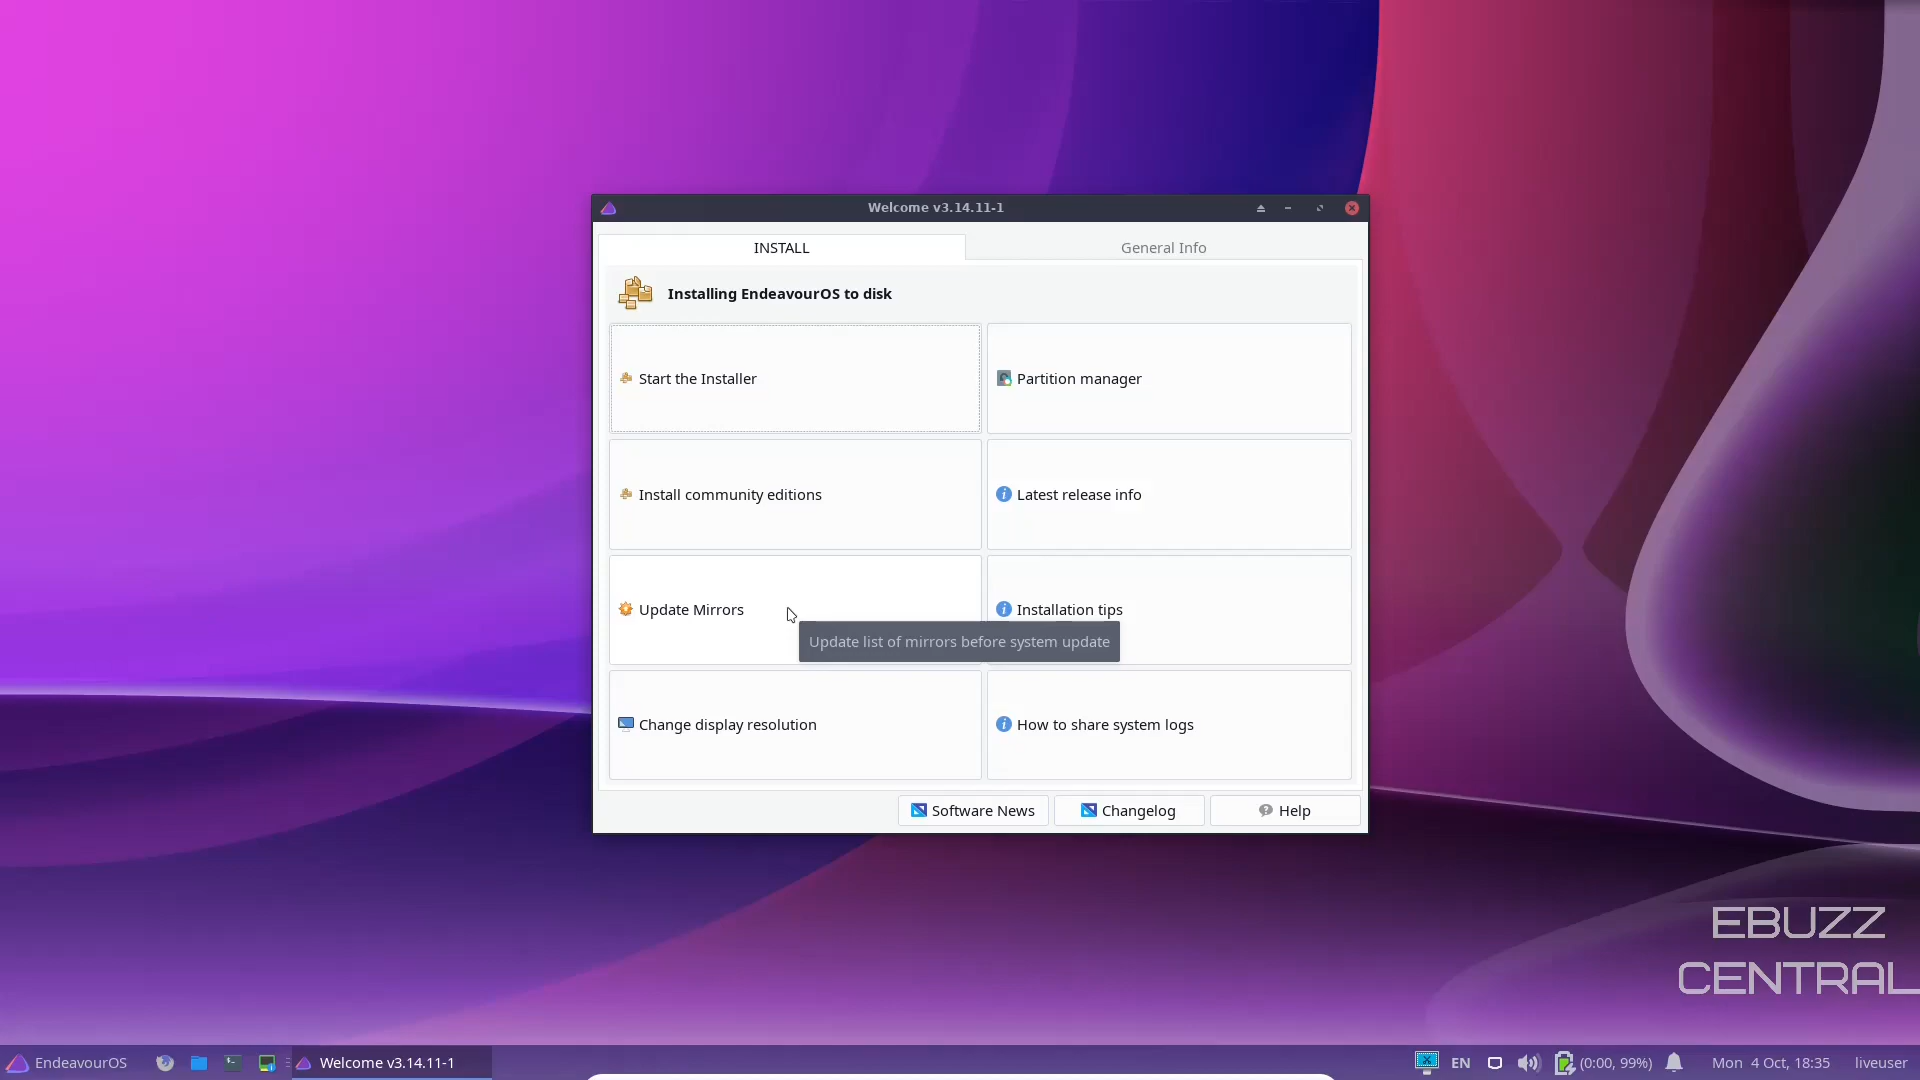 Welcome v3.14.11-1
INSTALL
General Info
Installing EndeavourOS to disk
Start the Installer
Partition manager
Install community editions
Latest release info
Update Mirrors
Installation tips
Update list of mirrors before system update
Change display resolution
How to share system logs
Software News
Changelog
Help
EBUZZ
CENTRAL
EndeavourOS
Welcome v3.14.11-1
EN
(0:00, 99%)
Mon 4 Oct, 18:35
liveuser